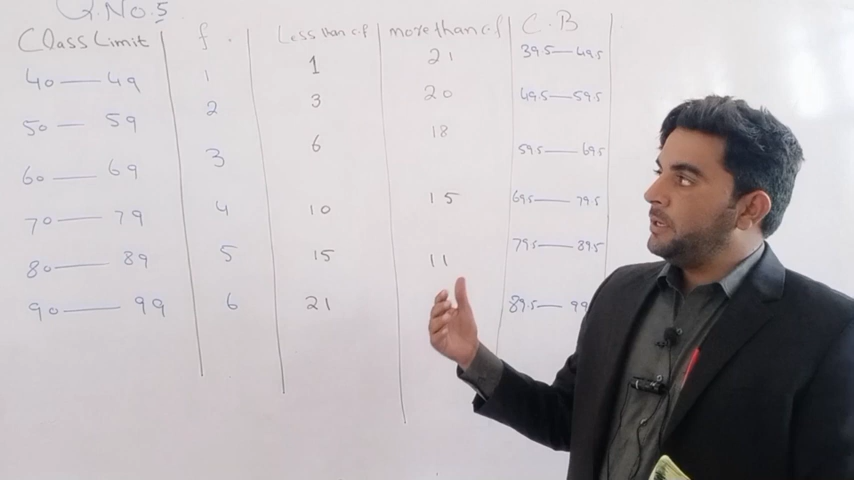 Q.No.5
Class Limit f. Less than c.f more than c.f C.B
40—49 1 1 21 39.5—49.5
50—59 2 3 20 49.5—59.5
60—69 3 6 18 59.5—69.5
70—79 4 10 15 69.5—79.5
80—89 5 15 11 79.5—89.5
90—99 6 21 89.5—99